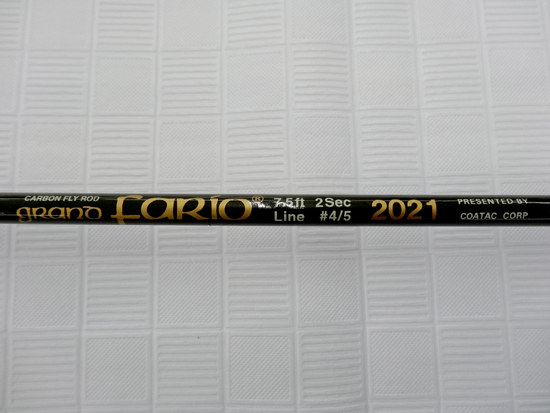 CARBON FLY-ROD
GRAND FARIO
7.5ft 2Sec
Line #4/5
2021
PRESENTED-BY
COATAC CORP